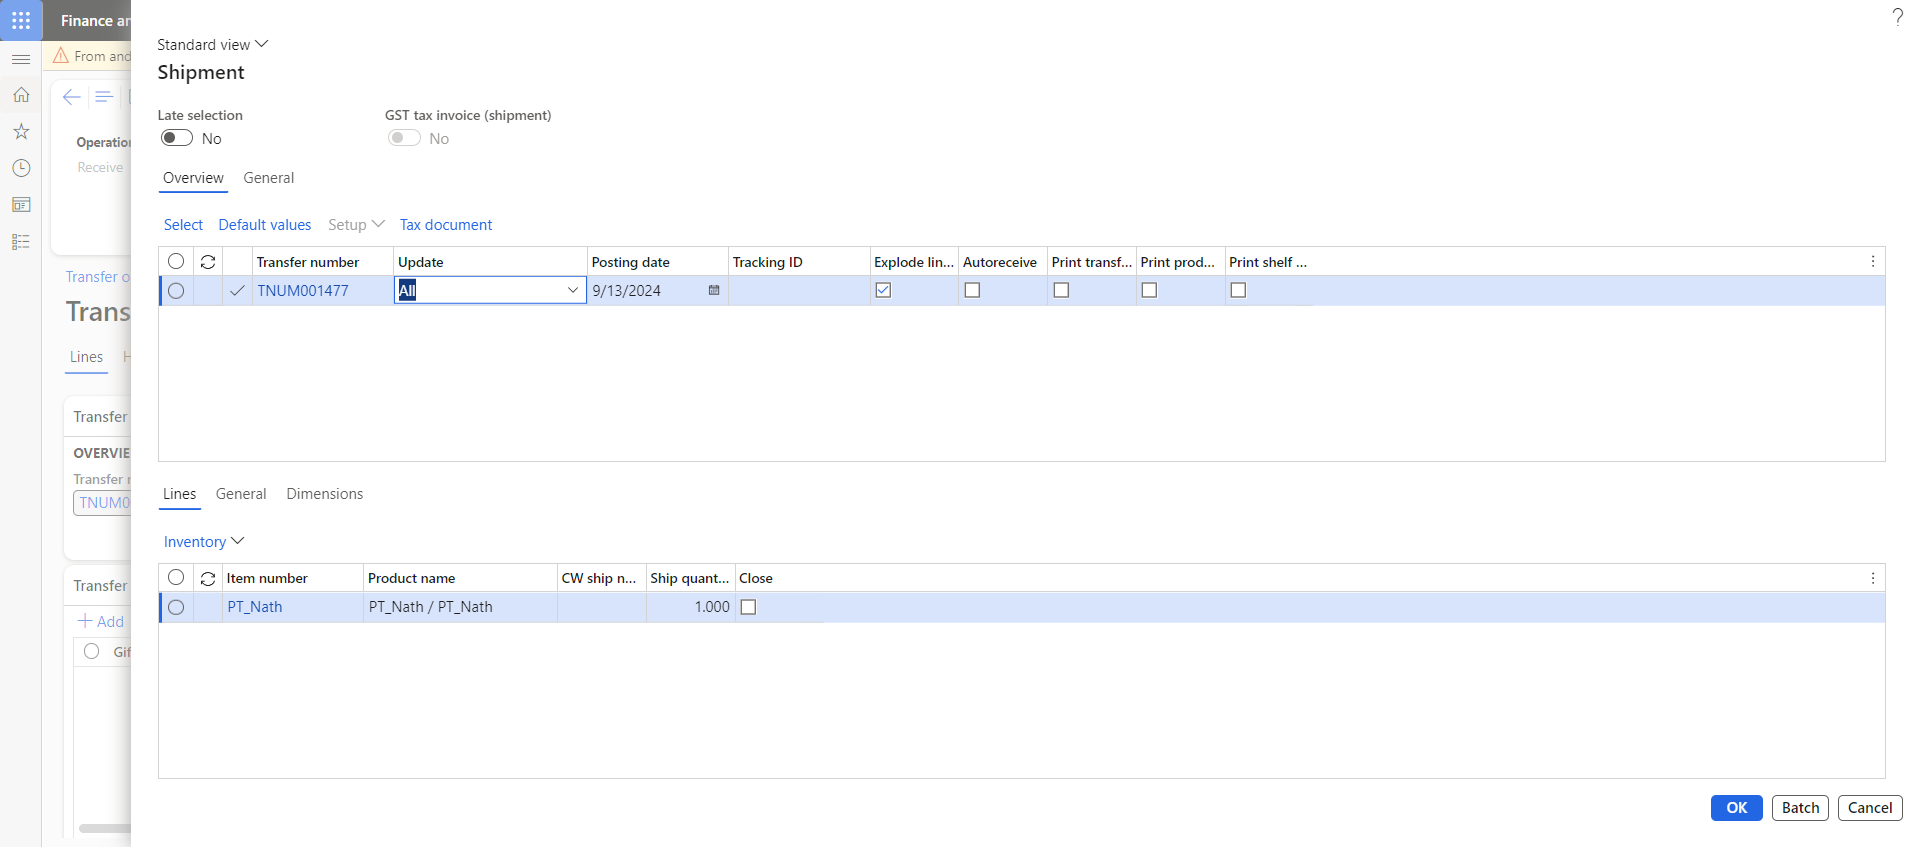 Finance an
?
From and
Standard view
Shipment
Late selection
GST tax invoice (shipment)
No
No
Operation
Receive
Overview
General
Select
Default values
Setup
Tax document
Transfer number
Update
Posting date
Tracking ID
Explode lin...
Autoreceive
Print transf...
Print prod...
Print shelf ...
TNUM001477
All
9/13/2024
Transfer o
Trans
Lines
H
Transfer
OVERVIE
Transfer r
TNUM0
Transfer
Add
Gif
Lines
General
Dimensions
Inventory
Item number
Product name
CW ship n...
Ship quant...
Close
PT_Nath
PT_Nath / PT_Nath
1.000
OK
Batch
Cancel